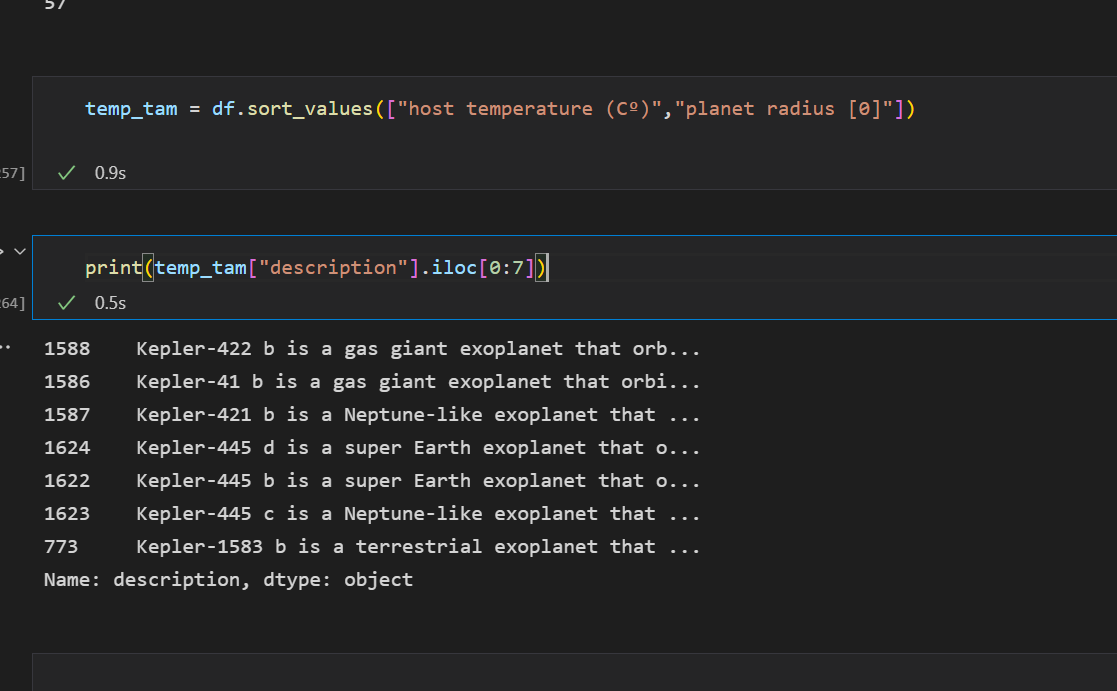 57
temp_tam = df.sort_values(["host temperature (Cº)","planet radius [0]"])
57]
0.9s
print(temp_tam["description"].iloc[0:7])
64]
0.5s
1588    Kepler-422 b is a gas giant exoplanet that orb...
1586    Kepler-41 b is a gas giant exoplanet that orbi...
1587    Kepler-421 b is a Neptune-like exoplanet that ...
1624    Kepler-445 d is a super Earth exoplanet that o...
1622    Kepler-445 b is a super Earth exoplanet that o...
1623    Kepler-445 c is a Neptune-like exoplanet that ...
773     Kepler-1583 b is a terrestrial exoplanet that ...
Name: description, dtype: object